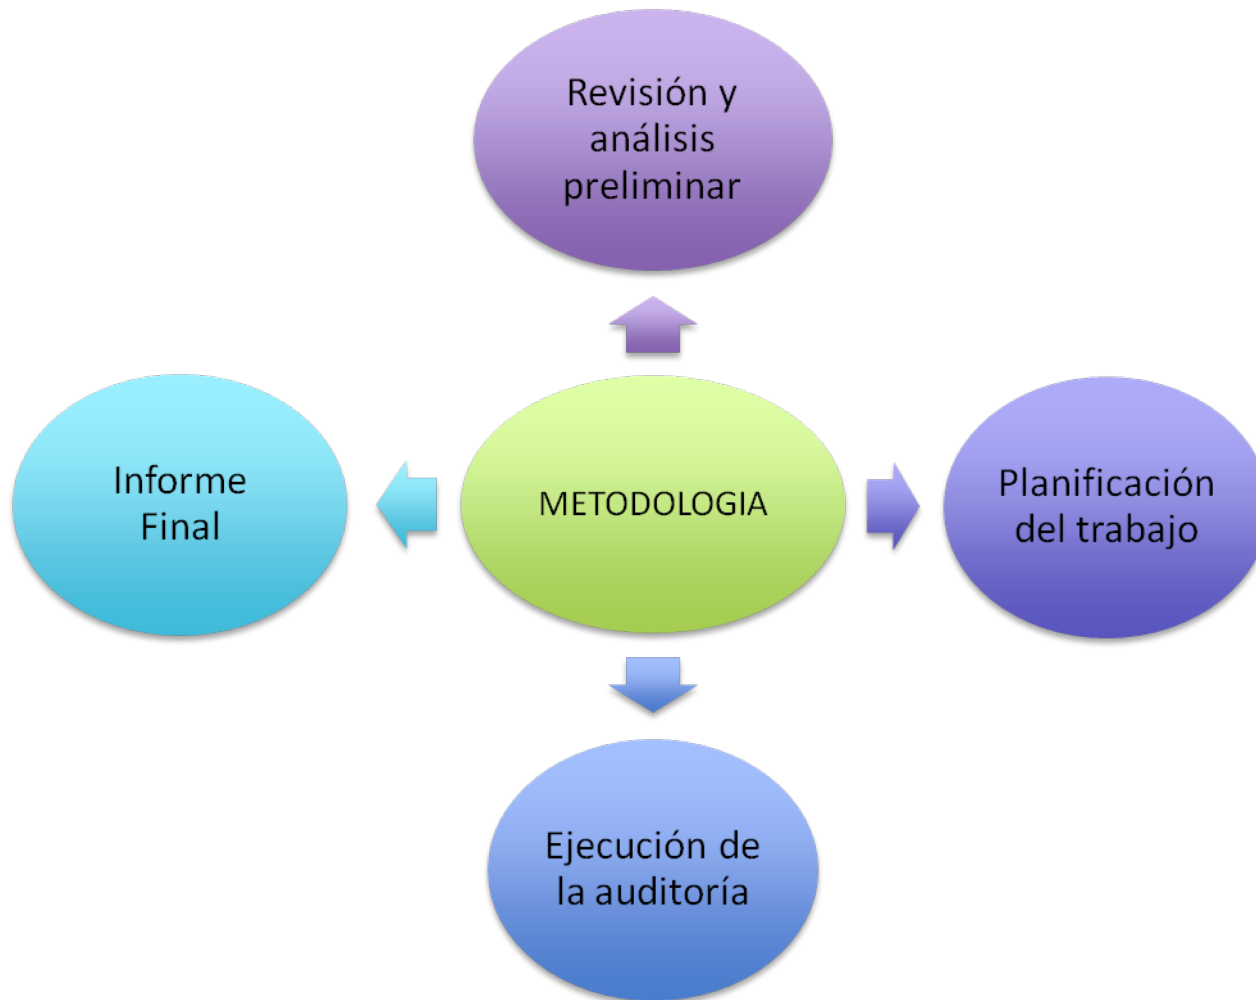 Revisión y
análisis
preliminar
Informe
Final
METODOLOGIA
Planificación
del trabajo
Ejecución de
la auditoría